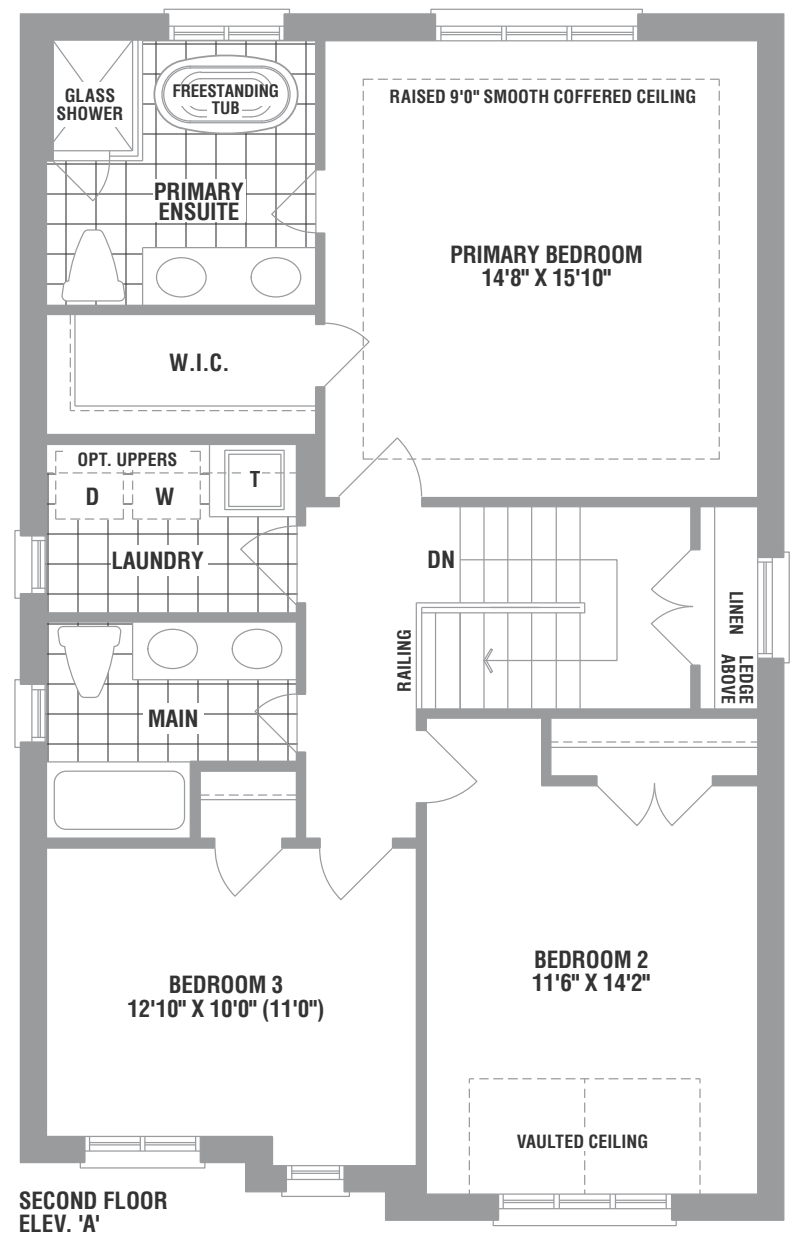 GLASS
SHOWER
FREESTANDING
TUB
RAISED 9'0" SMOOTH COFFERED CEILING
PRIMARY
ENSUITE
PRIMARY BEDROOM
14'8" X 15'10"
W.I.C.
OPT. UPPERS
D
W
T
LAUNDRY
DN
LINEN
LEDGE
ABOVE
RAILING
MAIN
BEDROOM 3
12'10" X 10'0" (11'0")
BEDROOM 2
11'6" X 14'2"
VAULTED CEILING
SECOND FLOOR
ELEV. 'A'